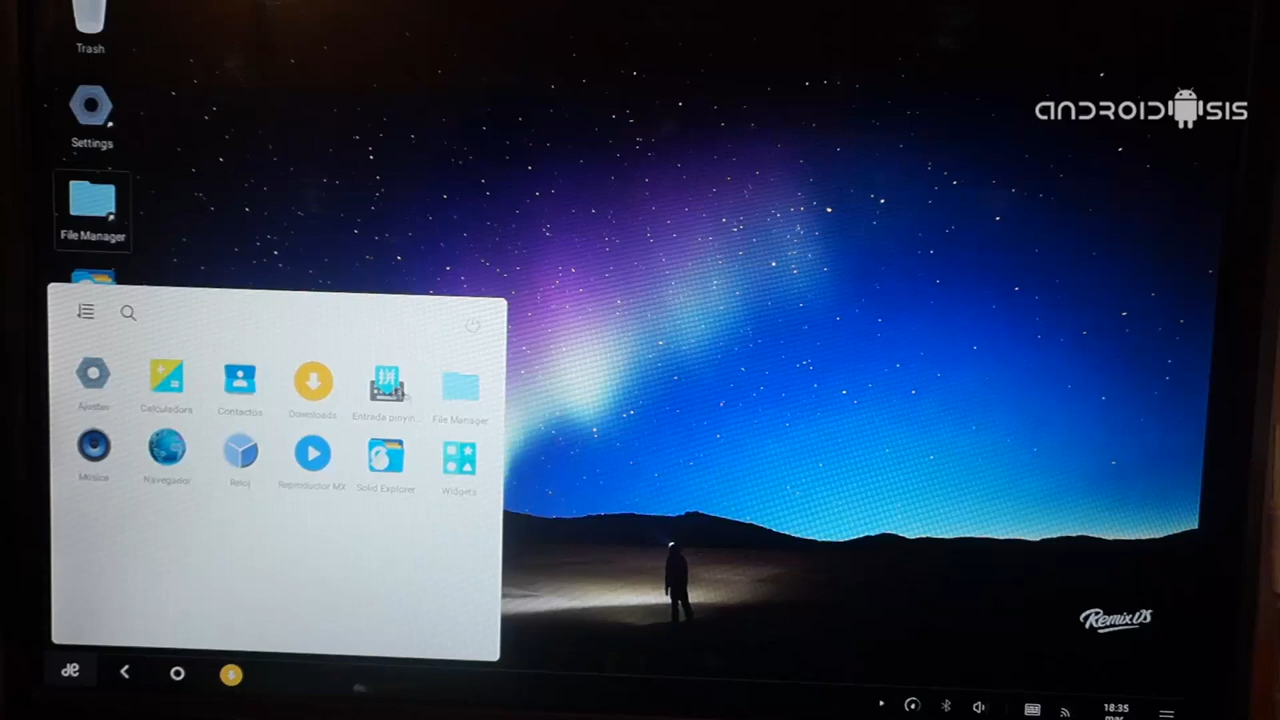 Trash
ANDROIDSIS
Settings
File Manager
Ajustes
Calculadora
Contactos
Downloads
Entrada pinyin...
File Manager
Música
Navegador
Reloj
Reproductor MX
Solid Explorer
Widgets
Remix OS
18:35
mar